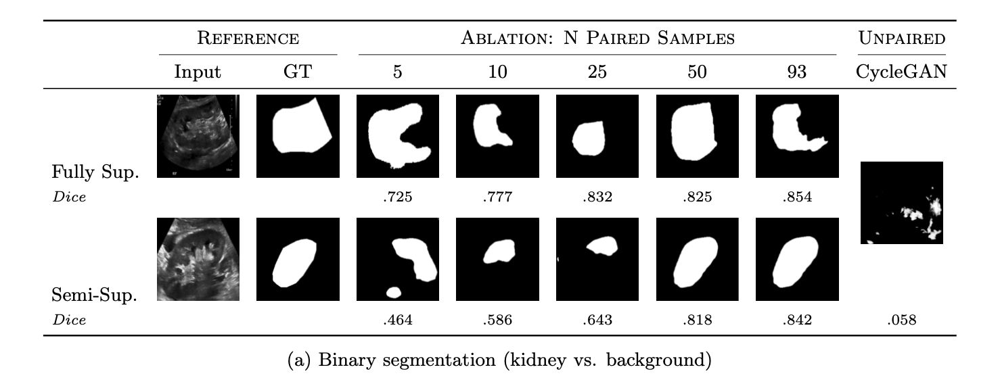 REFERENCE ABLATION: N PAIRED SAMPLES UNPAIRED
Input GT 5 10 25 50 93 CycleGAN
Fully Sup.
Dice .725 .777 .832 .825 .854
Semi-Sup.
Dice .464 .586 .643 .818 .842 .058
(a) Binary segmentation (kidney vs. background)